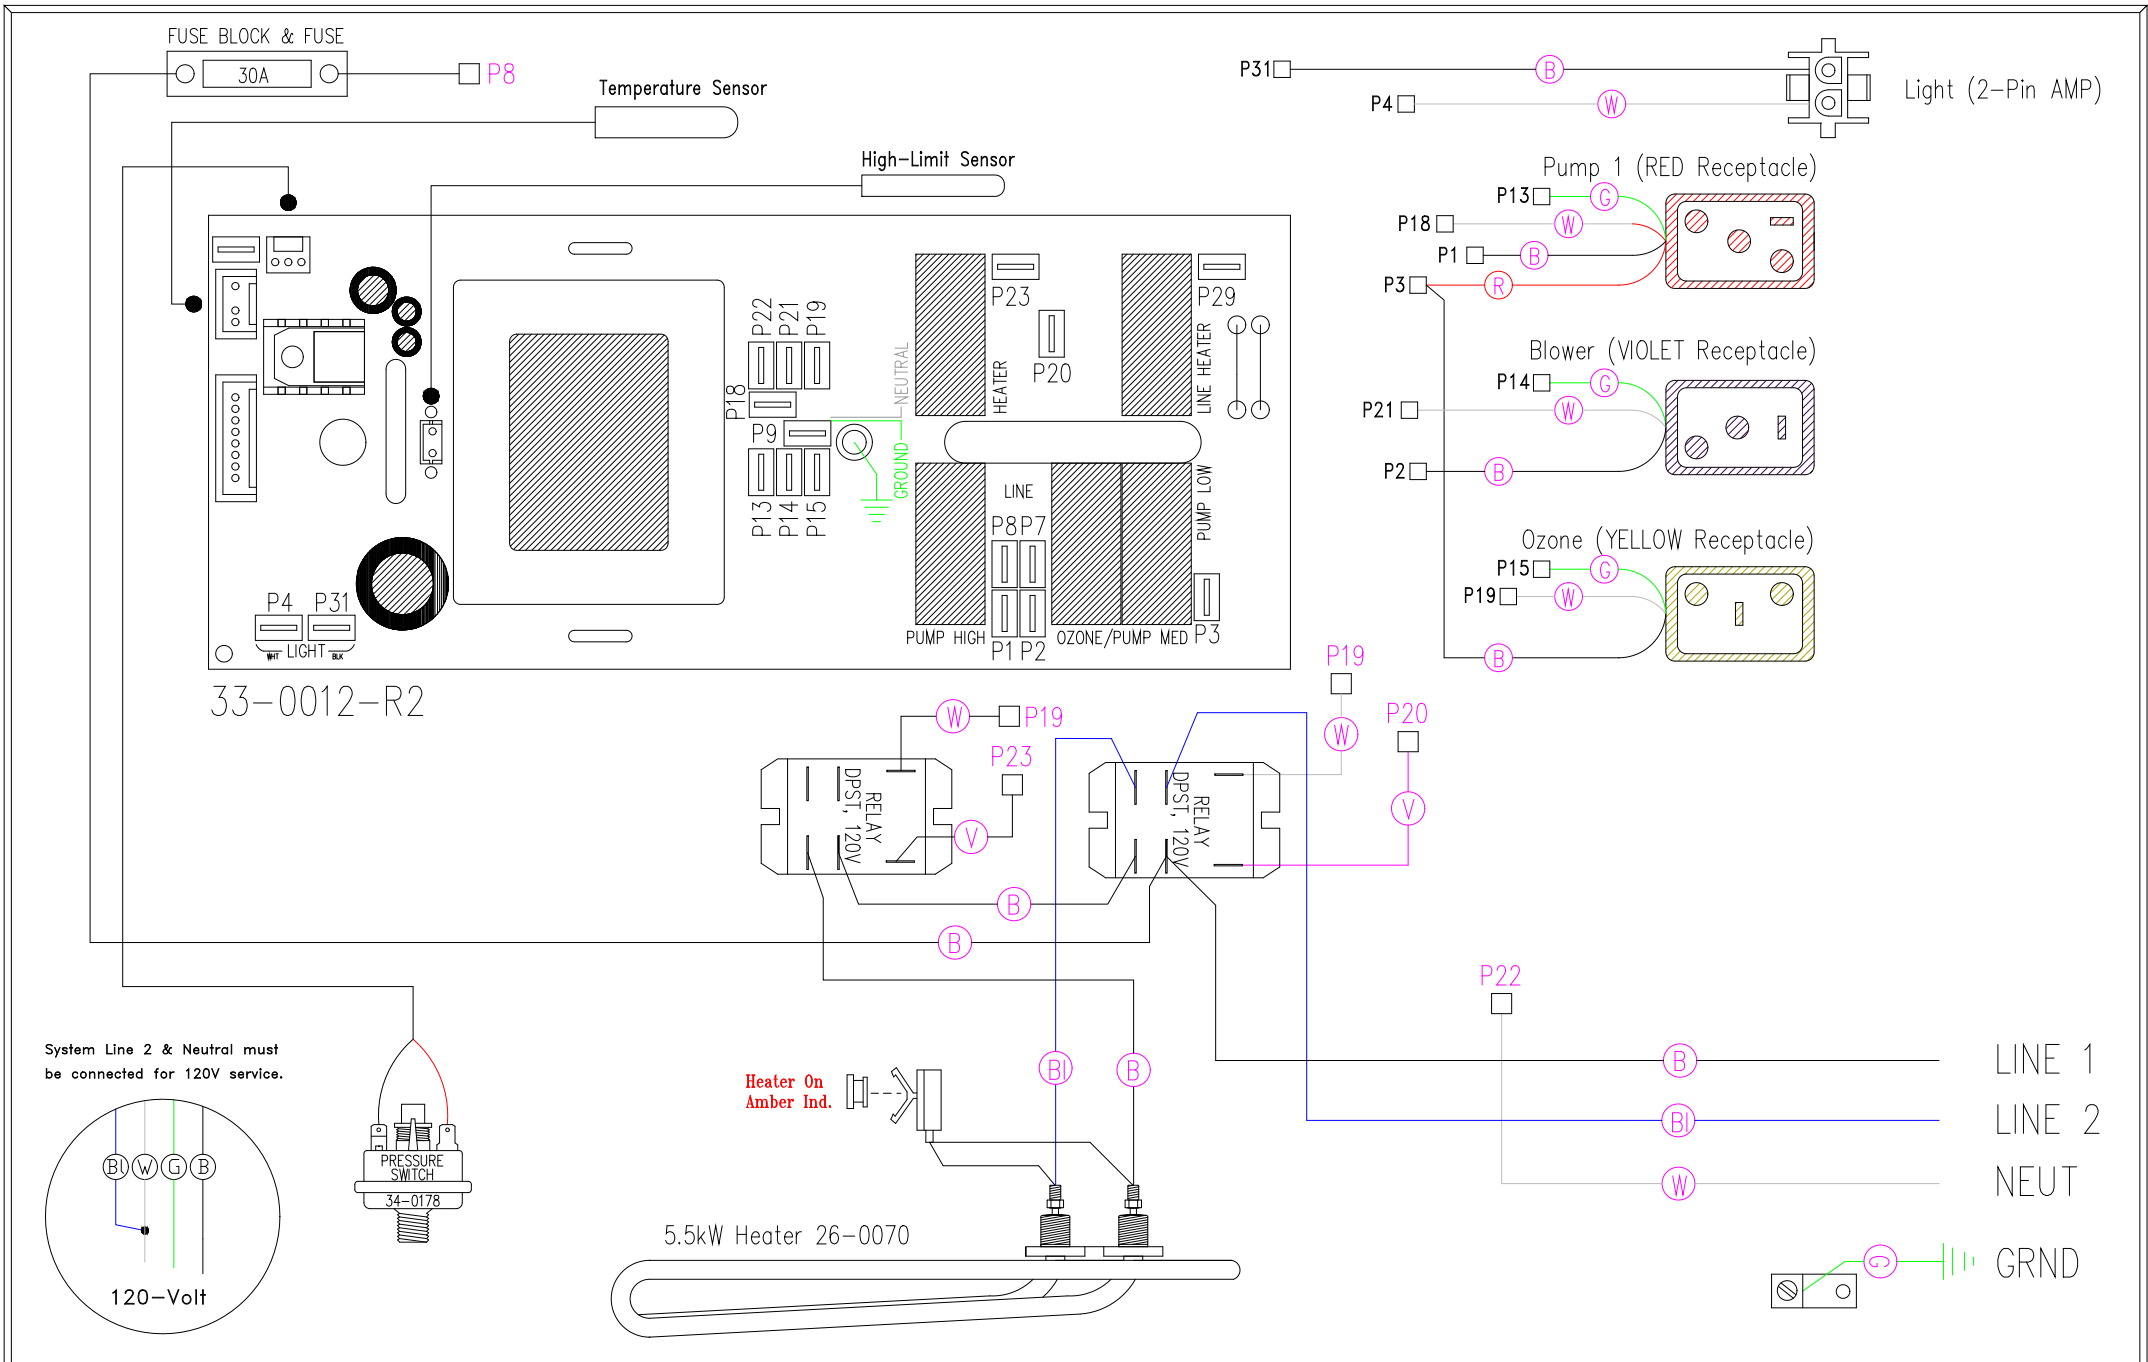 FUSE BLOCK & FUSE
30A
P8
Temperature Sensor
High-Limit Sensor
P31
B
P4
W
Light (2-Pin AMP)
Pump 1 (RED Receptacle)
P13
G
P18
W
P1
B
P3
R
Blower (VIOLET Receptacle)
P14
G
P21
W
P2
B
Ozone (YELLOW Receptacle)
P15
G
P19
W
B
P22
P21
P19
P18
P9
P13
P14
P15
NEUTRAL
GROUND
P23
HEATER
P20
P29
LINE HEATER
LINE
P8
P7
PUMP LOW
PUMP HIGH
P1
P2
OZONE/PUMP MED
P3
P4
P31
WHT
LIGHT
BLK
33-0012-R2
W
P19
P23
V
RELAY
DPST, 120V
P19
W
P20
V
RELAY
DPST, 120V
B
B
P22
Bl
B
B
LINE 1
Bl
LINE 2
W
NEUT
G
GRND
System Line 2 & Neutral must
be connected for 120V service.
Bl
W
G
B
120-Volt
PRESSURE
SWITCH
34-0178
Heater On
Amber Ind.
5.5kW Heater 26-0070